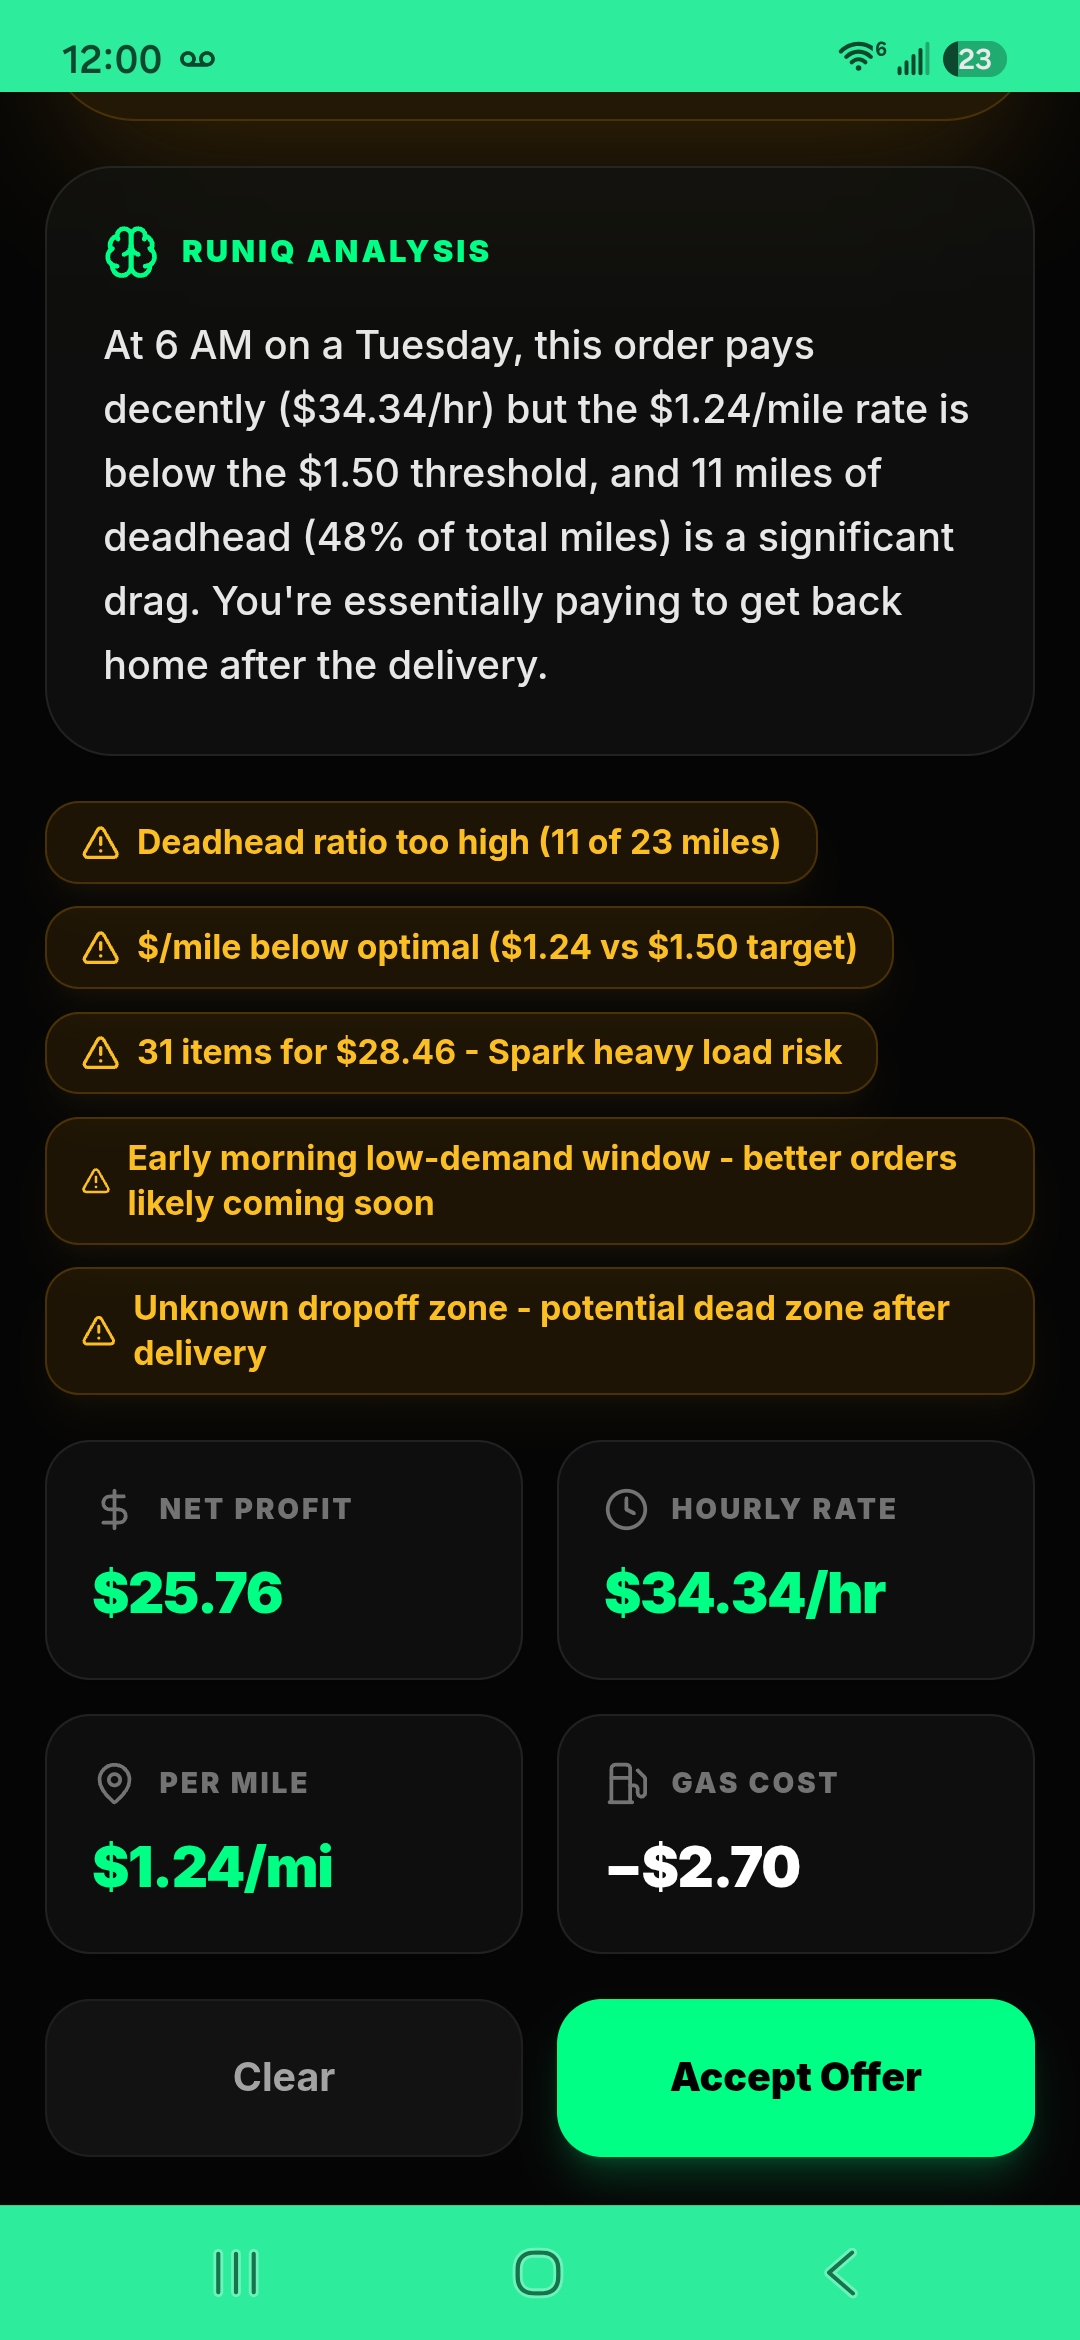 12:00
6
23
RUNIQ ANALYSIS
At 6 AM on a Tuesday, this order pays
decently ($34.34/hr) but the $1.24/mile rate is
below the $1.50 threshold, and 11 miles of
deadhead (48% of total miles) is a significant
drag. You're essentially paying to get back
home after the delivery.
Deadhead ratio too high (11 of 23 miles)
$/mile below optimal ($1.24 vs $1.50 target)
31 items for $28.46 - Spark heavy load risk
Early morning low-demand window - better orders
likely coming soon
Unknown dropoff zone - potential dead zone after
delivery
NET PROFIT
$25.76
HOURLY RATE
$34.34/hr
PER MILE
$1.24/mi
GAS COST
–$2.70
Clear
Accept Offer